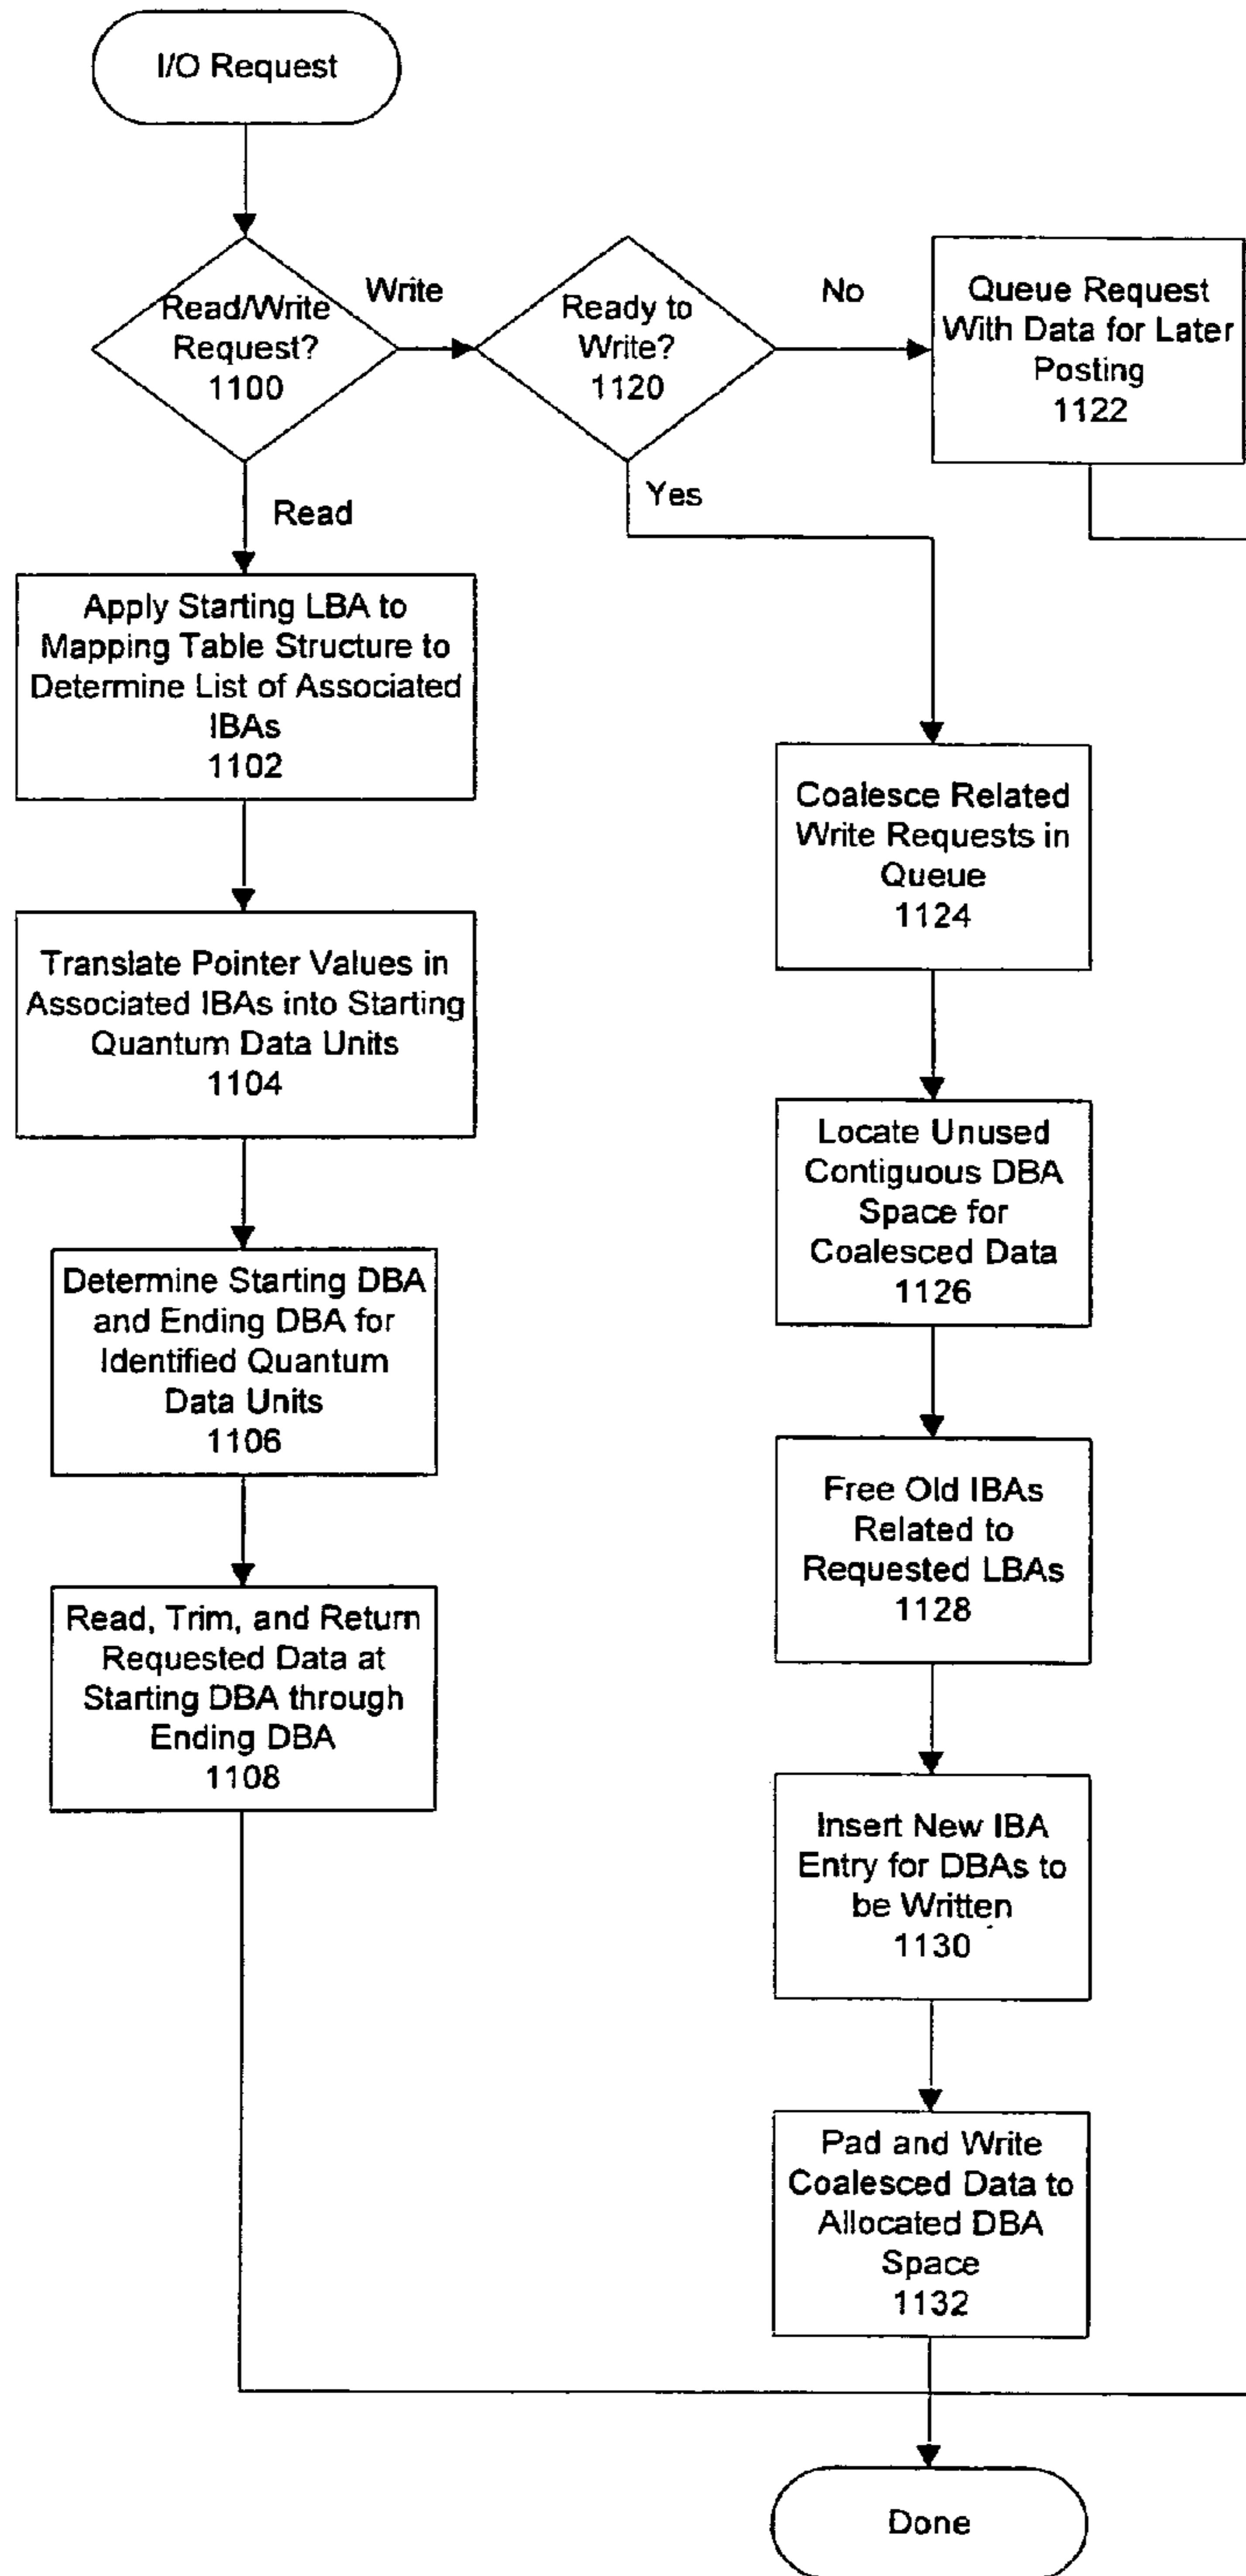 I/O Request
Read/Write
Request?
1100
Write
Ready to
Write?
1120
No
Queue Request
With Data for Later
Posting
1122
Read
Yes
Apply Starting LBA to
Mapping Table Structure to
Determine List of Associated
IBAs
1102
Translate Pointer Values in
Associated IBAs into Starting
Quantum Data Units
1104
Determine Starting DBA
and Ending DBA for
Identified Quantum
Data Units
1106
Read, Trim, and Return
Requested Data at
Starting DBA through
Ending DBA
1108
Coalesce Related
Write Requests in
Queue
1124
Locate Unused
Contiguous DBA
Space for
Coalesced Data
1126
Free Old IBAs
Related to
Requested LBAs
1128
Insert New IBA
Entry for DBAs to
be Written
1130
Pad and Write
Coalesced Data to
Allocated DBA
Space
1132
Done